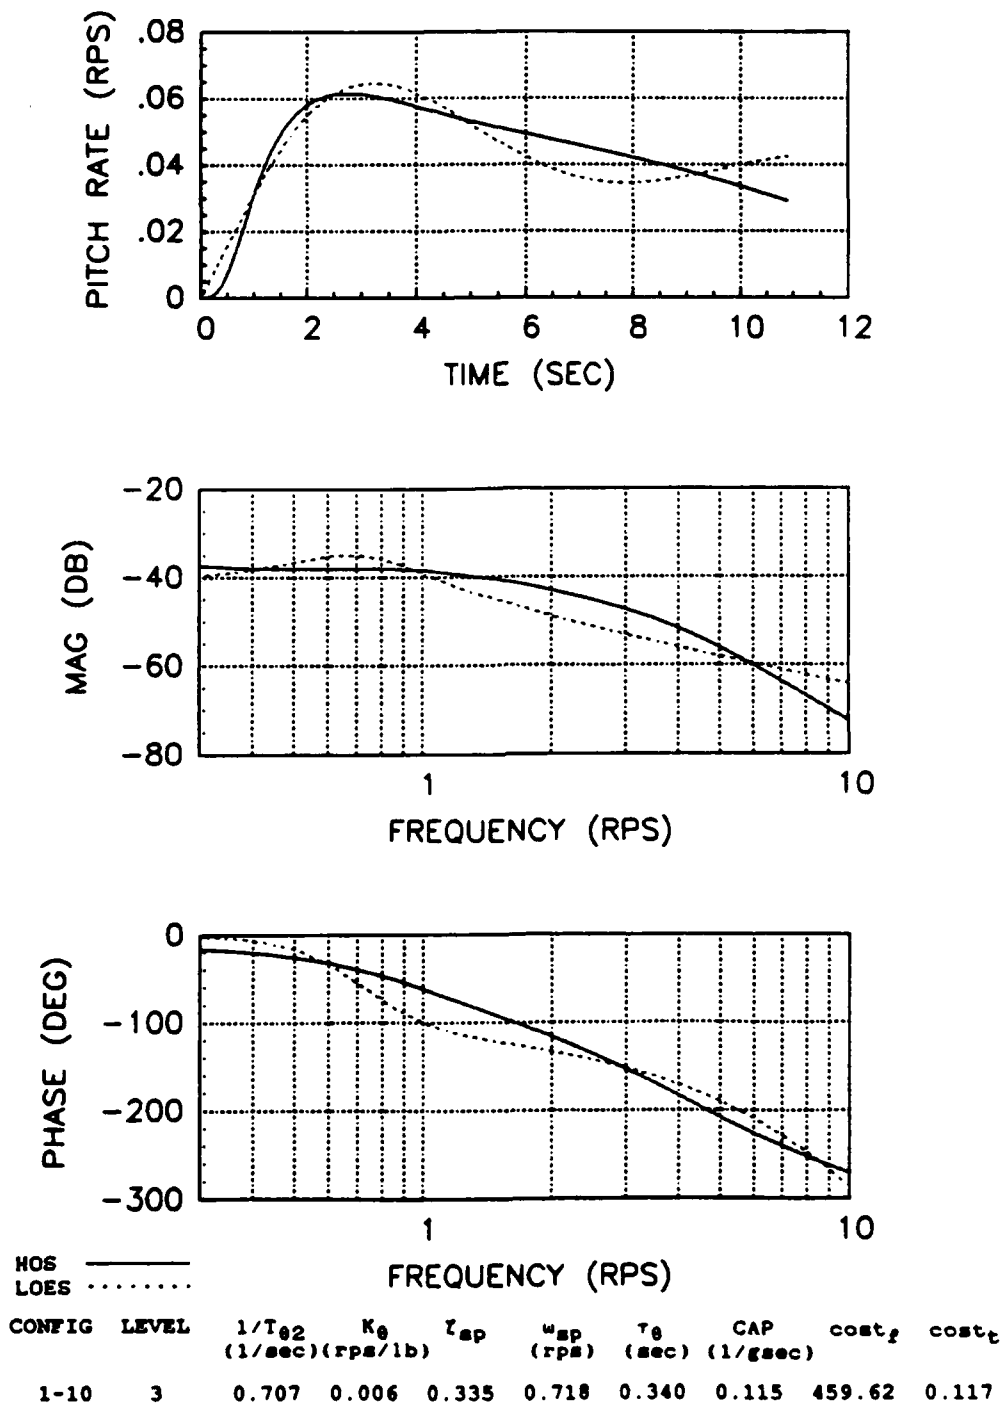 .08
.06
.04
.02
0
PITCH RATE (RPS)
0 2 4 6 8 10 12
TIME (SEC)
-20
-40
-60
-80
MAG (DB)
1 10
FREQUENCY (RPS)
0
-100
-200
-300
PHASE (DEG)
1 10
FREQUENCY (RPS)
HOS
LOES
CONFIG LEVEL 1/Tθ2 Kθ ζsp wsp τθ CAP costf costt
(1/sec) (rps/lb) (rps) (sec) (1/gsec)
1-10 3 0.707 0.006 0.335 0.718 0.340 0.115 459.62 0.117